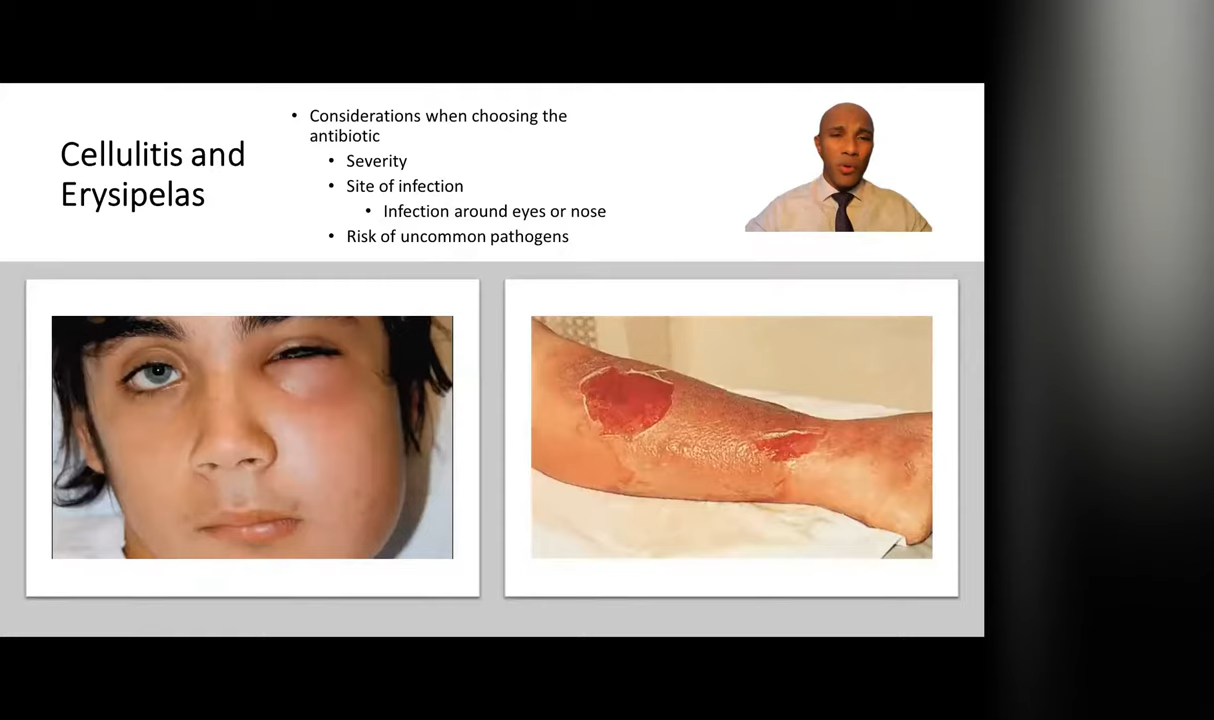 Cellulitis and
Erysipelas
• Considerations when choosing the
antibiotic
• Severity
• Site of infection
• Infection around eyes or nose
• Risk of uncommon pathogens